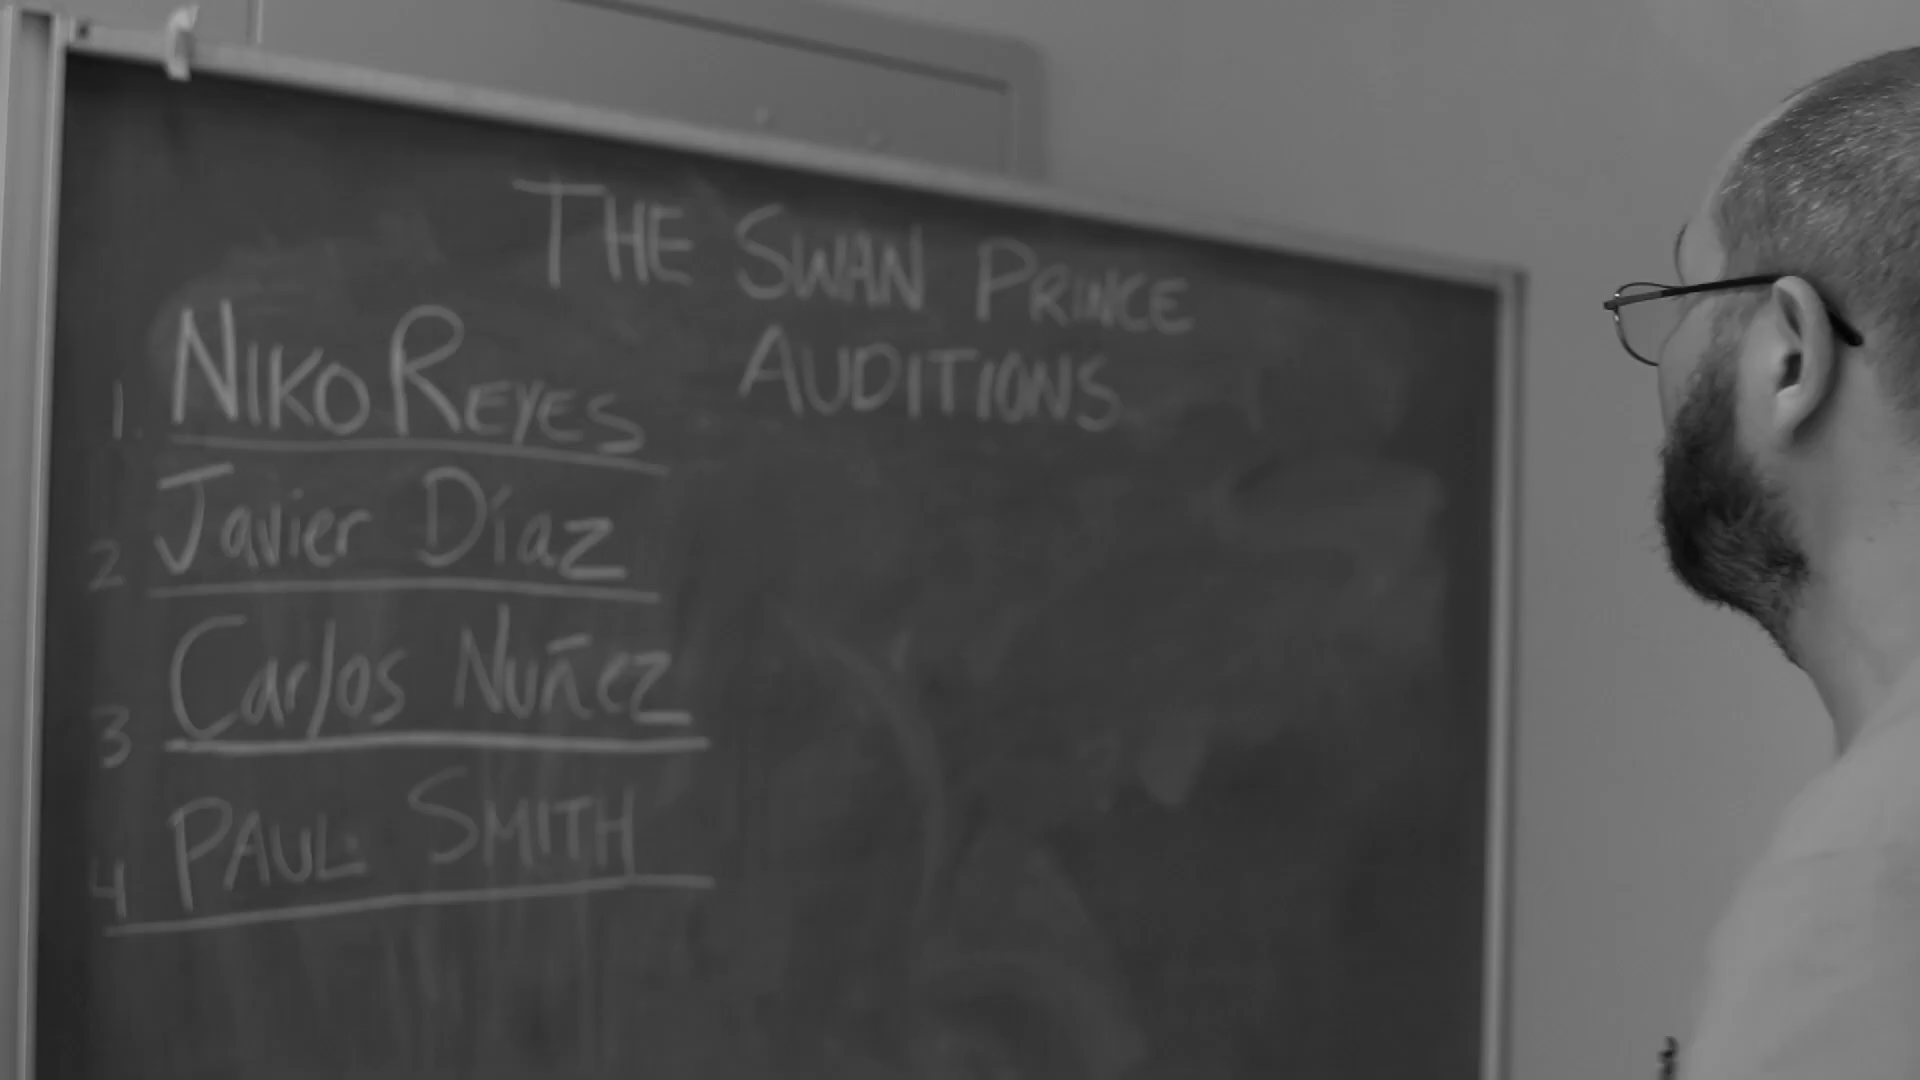 THE SWAN PRINCE
AUDITIONS
1. NIKO REYES
2 Javier Díaz
3 Carlos Nuñez
4 PAUL SMITH